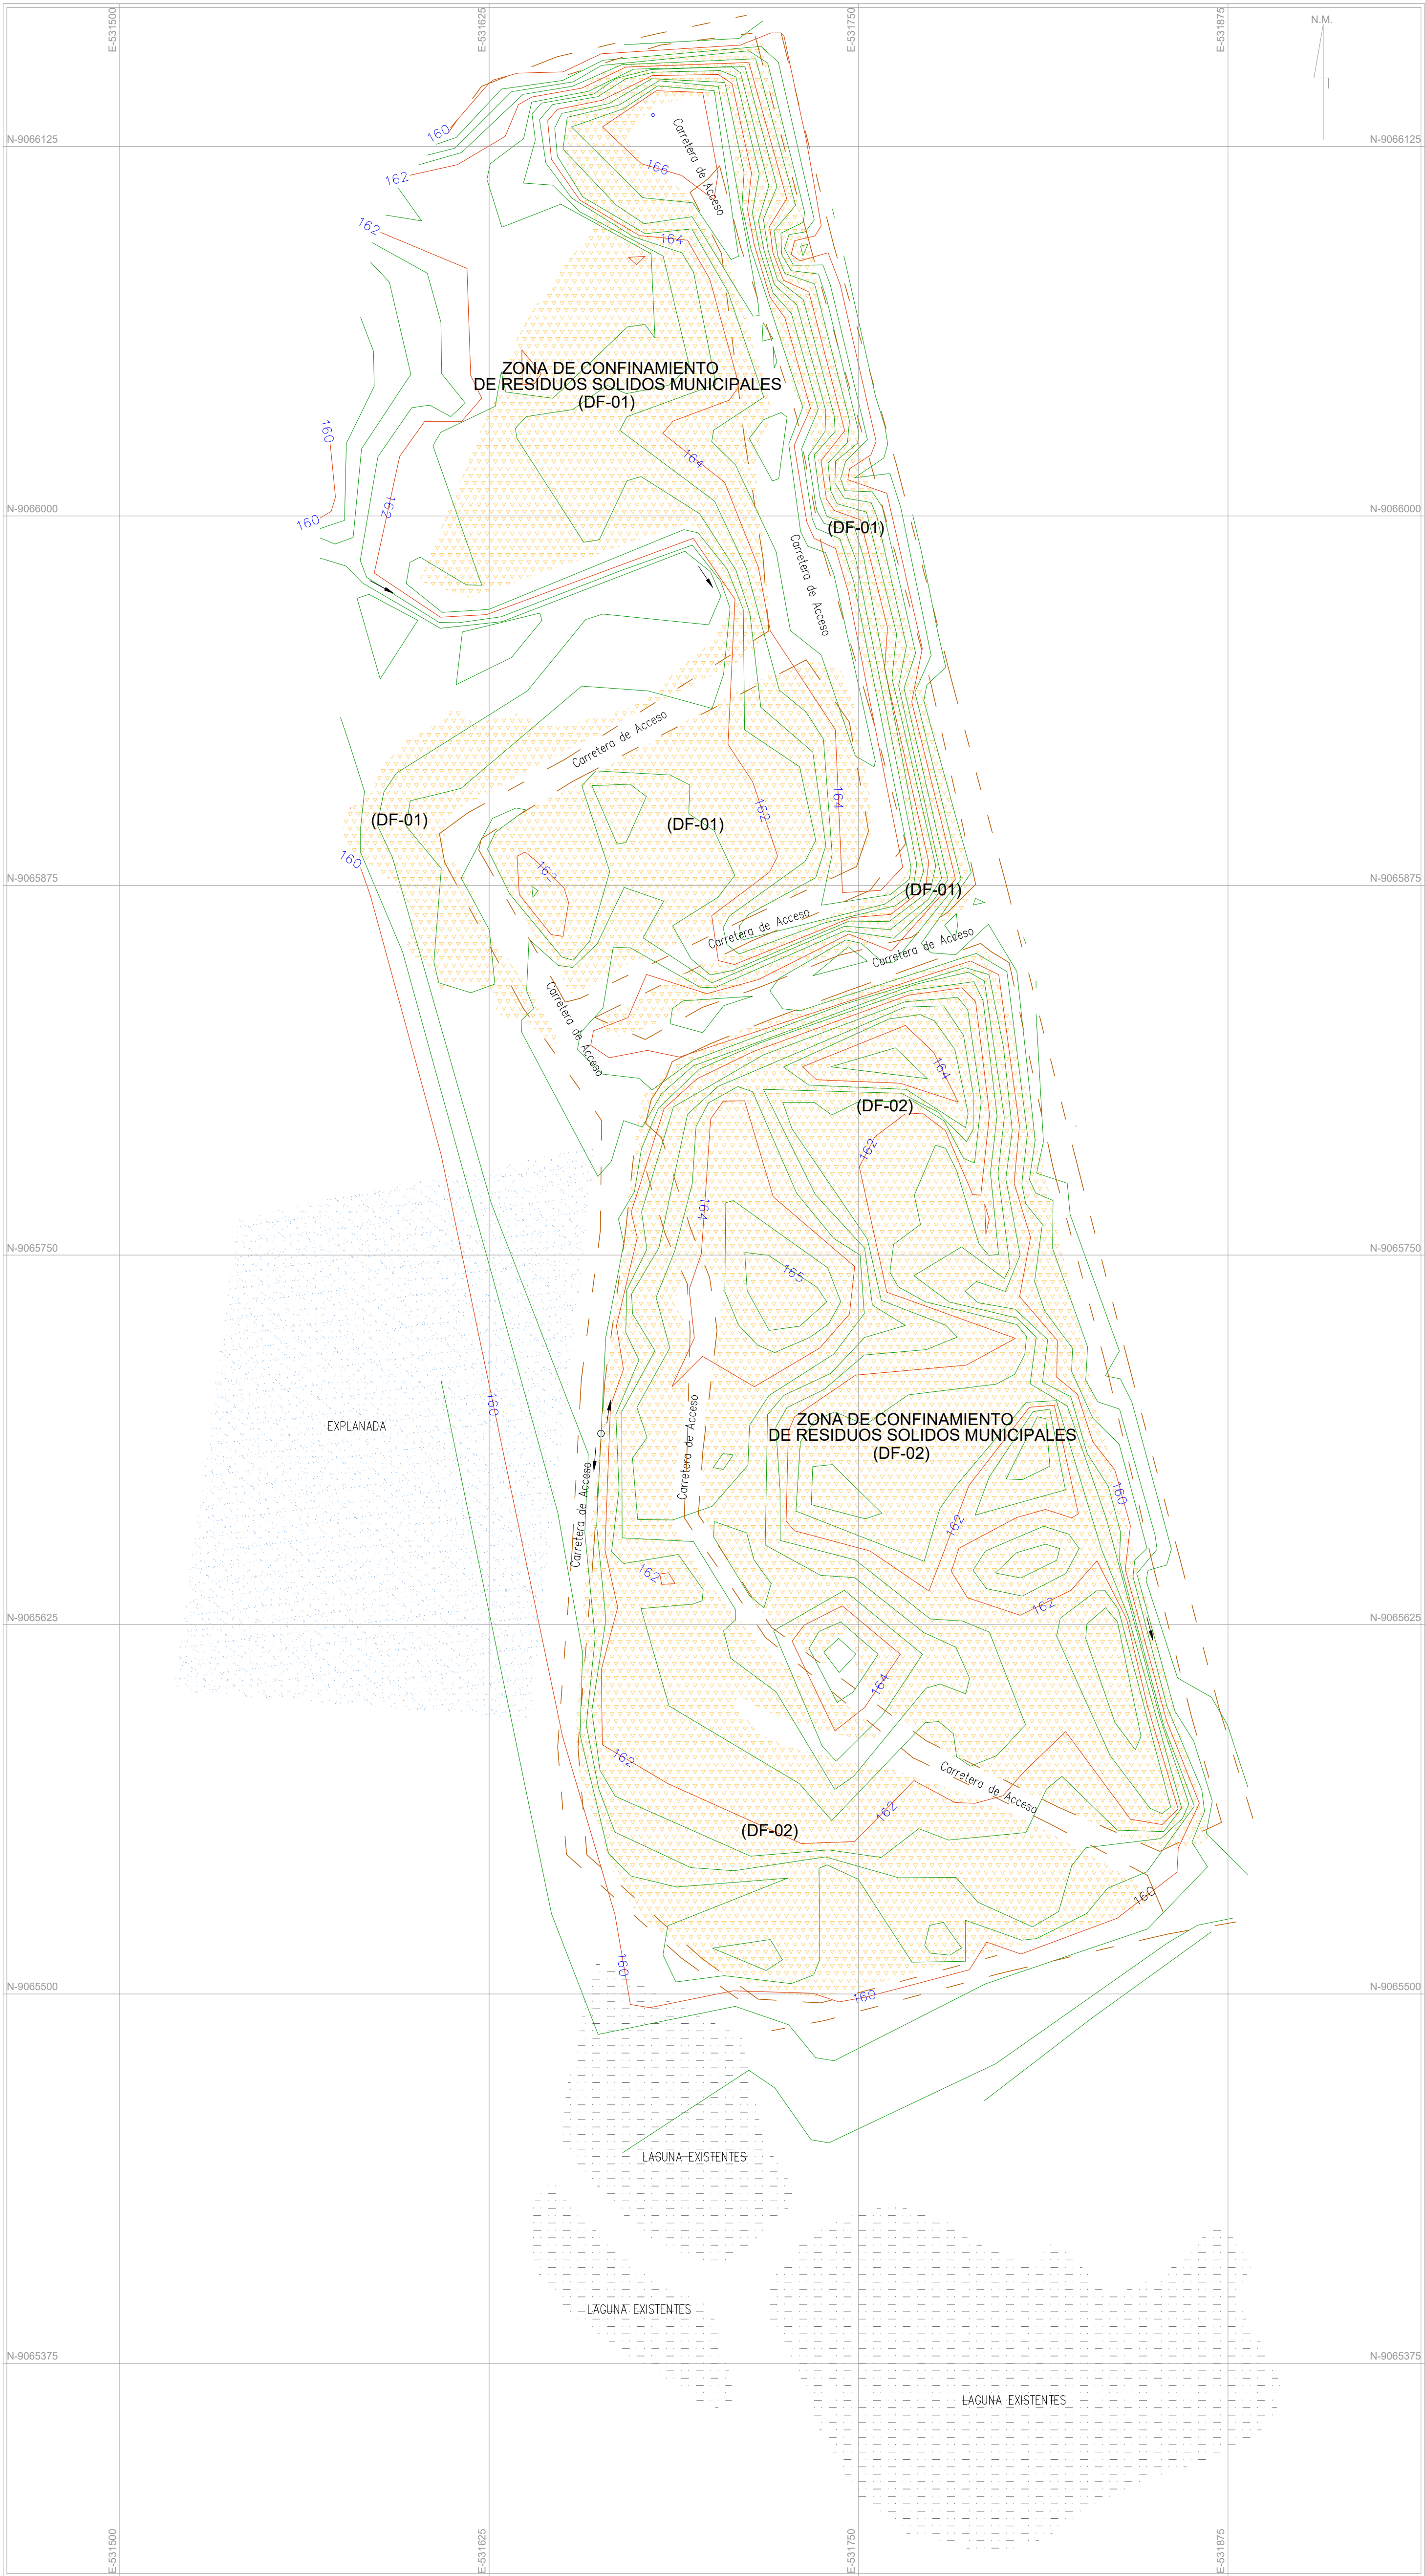 E-531500
E-531625
E-531750
E-531875
N.M.
N-9066125
N-9066125
160
162
162
166
164
Carretera de Acceso
ZONA DE CONFINAMIENTO
DE RESIDUOS SOLIDOS MUNICIPALES
(DF-01)
160
164
162
160
N-9066000
N-9066000
(DF-01)
Carretera de Acceso
Carretera de Acceso
164
162
(DF-01)
(DF-01)
160
162
N-9065875
N-9065875
(DF-01)
Carretera de Acceso
Carretera de Acceso
Carretera de Acceso
164
(DF-02)
162
164
N-9065750
N-9065750
165
160
EXPLANADA
ZONA DE CONFINAMIENTO
DE RESIDUOS SOLIDOS MUNICIPALES
(DF-02)
Carretera de Acceso
Carretera de Acceso
160
162
162
162
N-9065625
N-9065625
164
162
Carretera de Acceso
162
(DF-02)
160
160
N-9065500
N-9065500
160
LAGUNA EXISTENTES
LAGUNA EXISTENTES
N-9065375
N-9065375
LAGUNA EXISTENTES
E-531500
E-531625
E-531750
E-531875